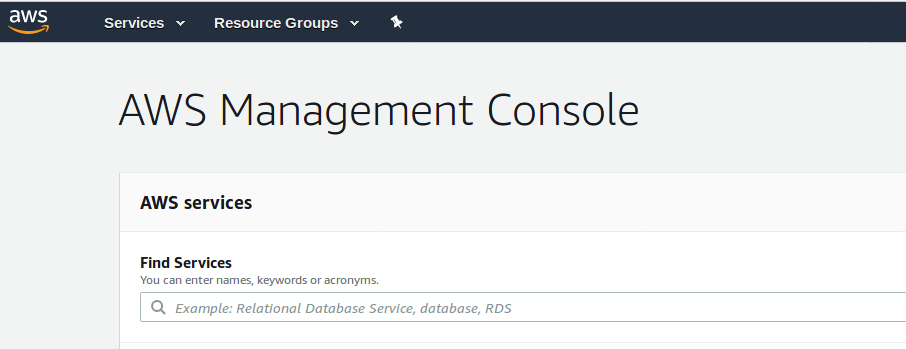 aws Services Resource Groups
AWS Management Console
AWS services
Find Services
You can enter names, keywords or acronyms.
Example: Relational Database Service, database, RDS